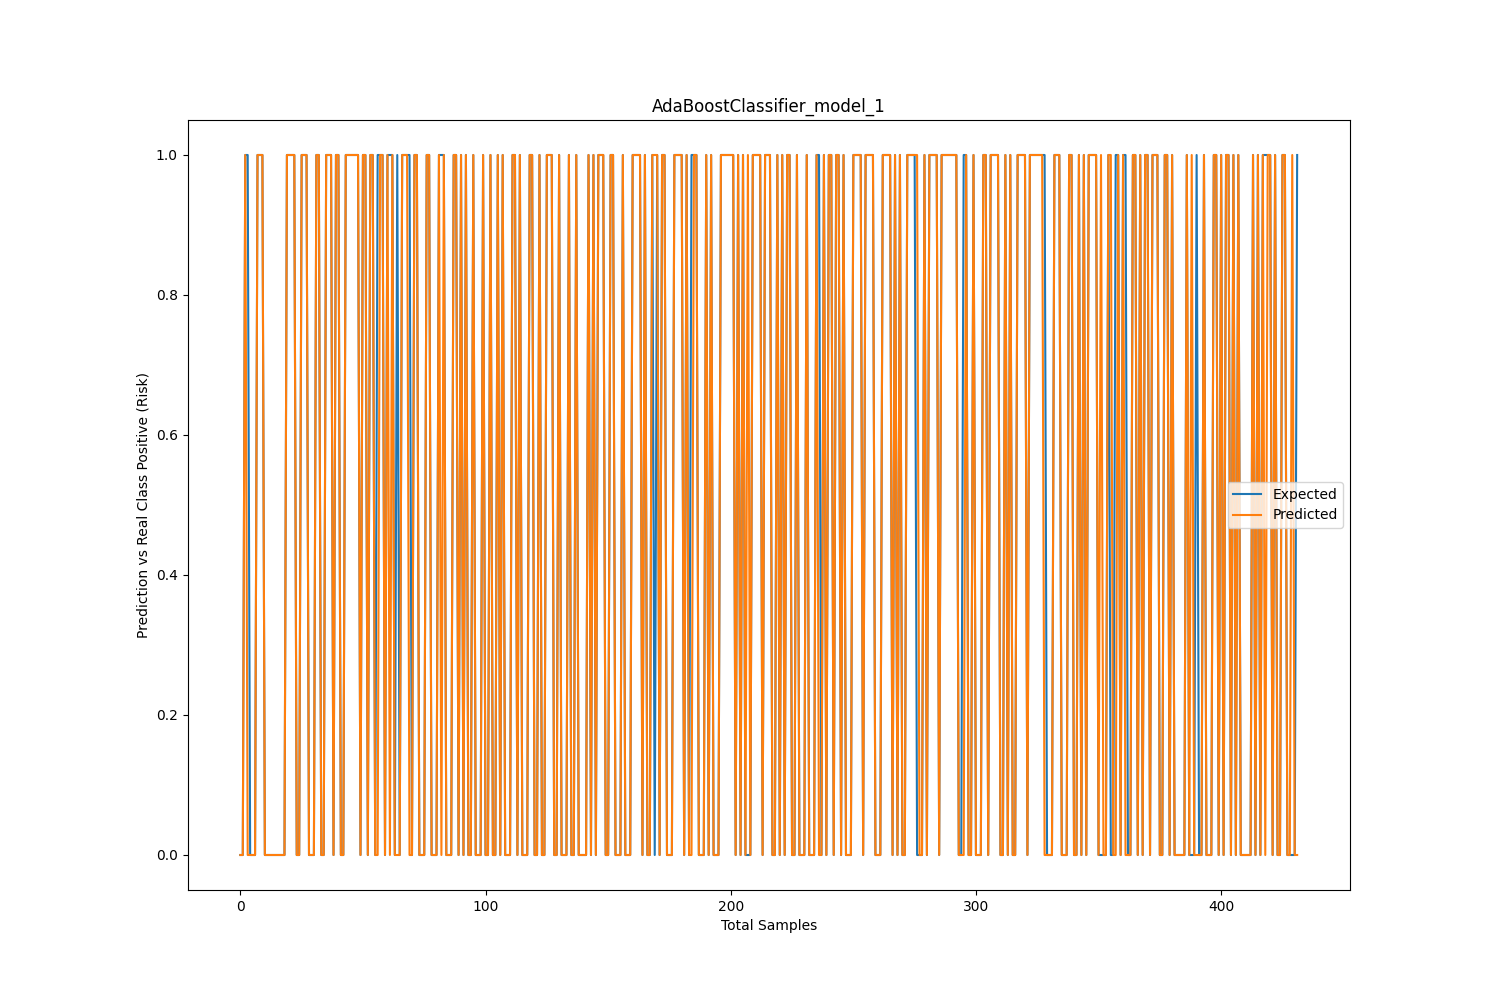 AdaBoostClassifier_model_1
1.0
0.8
0.6
0.4
0.2
0.0
Prediction vs Real Class Positive (Risk)
Expected
Predicted
0 100 200 300 400
Total Samples